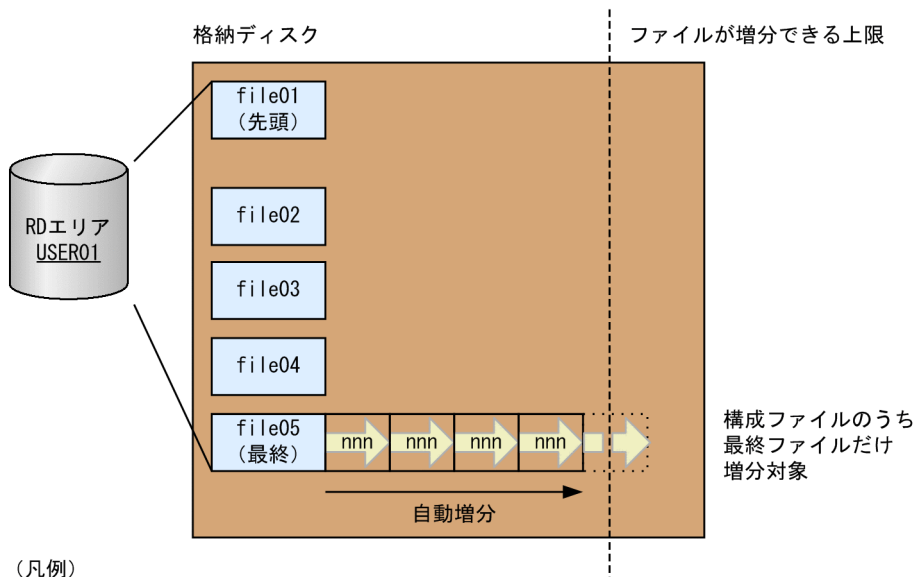 格納ディスク
ファイルが増分できる上限
file01
(先頭)
RDエリア
USER01
file02
file03
file04
file05
(最終)
nnn nnn nnn nnn
自動増分
構成ファイルのうち
最終ファイルだけ
増分対象
(凡例)